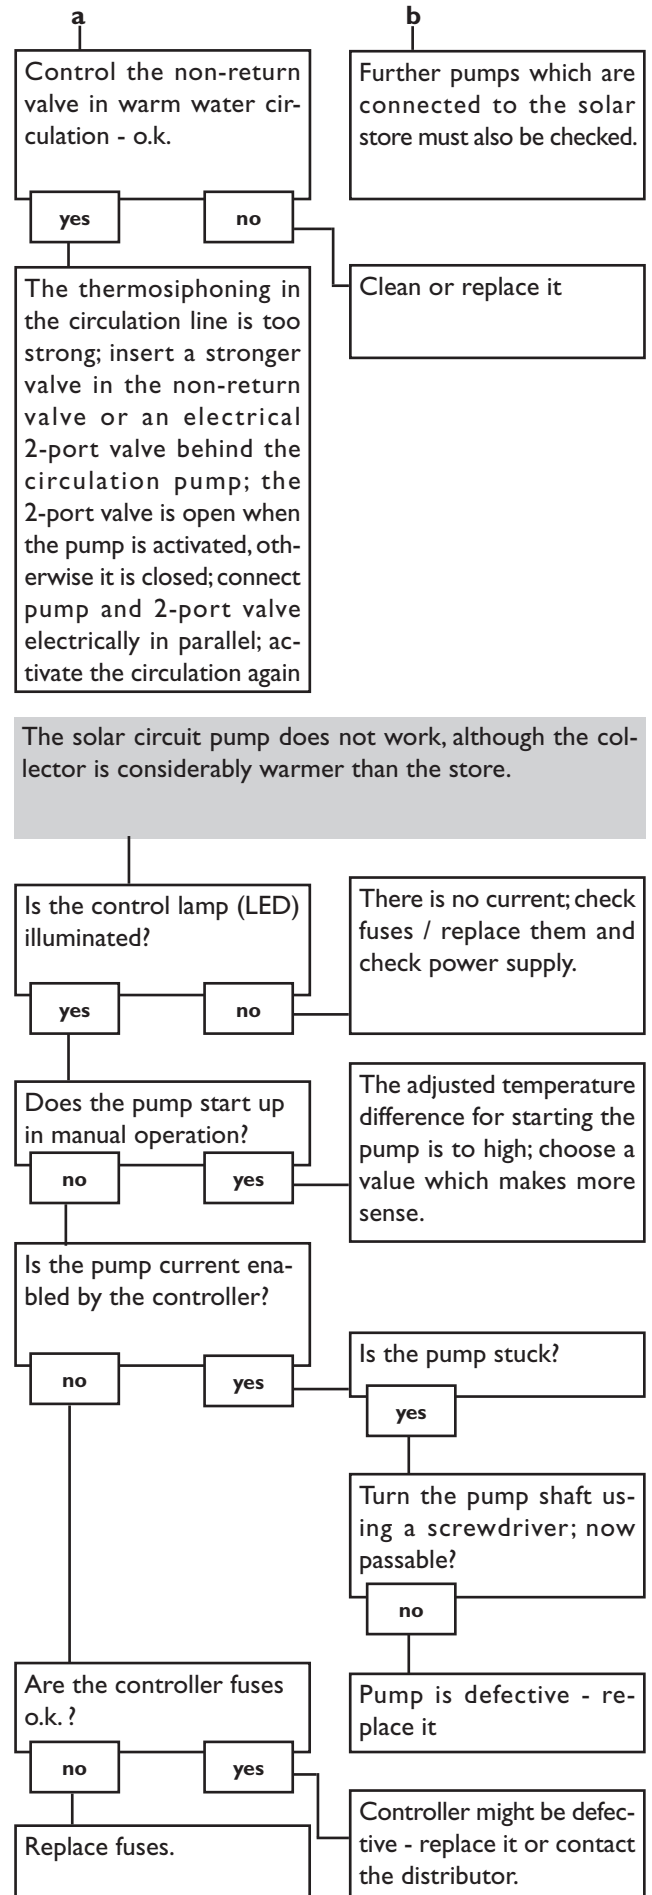 a
b
Control the non-return
valve in warm water cir-
culation - o.k.
Further pumps which are
connected to the solar
store must also be checked.
yes
no
The thermosiphoning in
the circulation line is too
strong; insert a stronger
valve in the non-return
valve or an electrical
2-port valve behind the
circulation pump; the
2-port valve is open when
the pump is activated, oth-
erwise it is closed; connect
pump and 2-port valve
electrically in parallel; ac-
tivate the circulation again
Clean or replace it
The solar circuit pump does not work, although the col-
lector is considerably warmer than the store.
Is the control lamp (LED)
illuminated?
yes
no
There is no current; check
fuses / replace them and
check power supply.
Does the pump start up
in manual operation?
no
yes
The adjusted temperature
difference for starting the
pump is to high; choose a
value which makes more
sense.
Is the pump current ena-
bled by the controller?
no
yes
Is the pump stuck?
yes
Turn the pump shaft us-
ing a screwdriver; now
passable?
no
Pump is defective - re-
place it
Are the controller fuses
o.k. ?
no
yes
Replace fuses.
Controller might be defec-
tive - replace it or contact
the distributor.